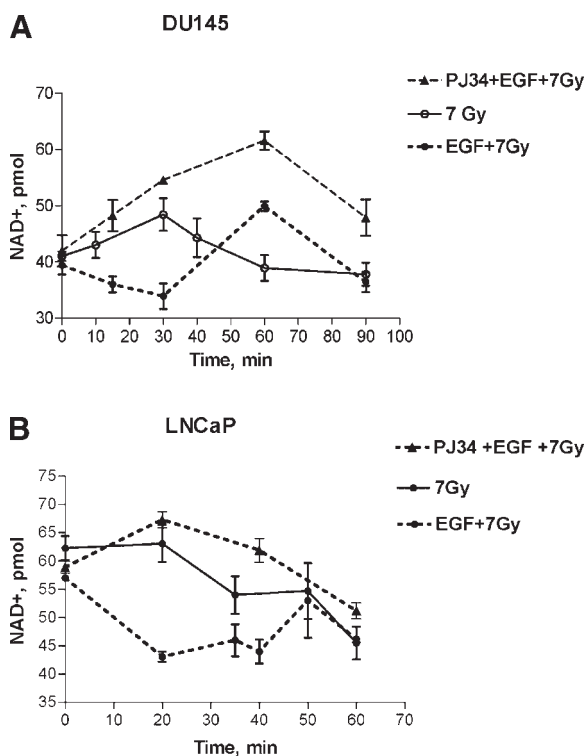 A
DU145
NAD+, pmol
70
60
50
40
30
0 10 20 30 40 50 60 70 80 90 100
Time, min
PJ34+EGF+7Gy
7 Gy
EGF+7Gy
B
LNCaP
NAD+, pmol
75
70
65
60
55
50
45
40
35
0 10 20 30 40 50 60 70
Time, min
PJ34 +EGF +7Gy
7Gy
EGF+7Gy